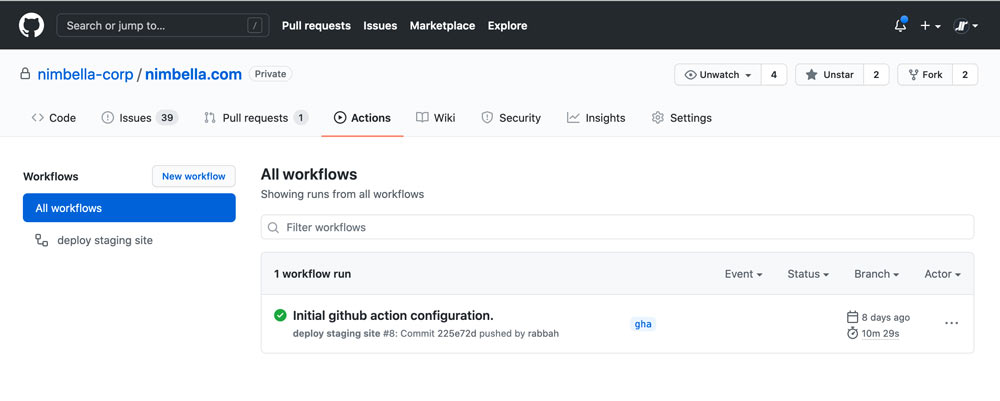 Search or jump to... /
Pull requests Issues Marketplace Explore
nimbella-corp / nimbella.com Private
Unwatch 4 Unstar 2 Fork 2
Code Issues 39 Pull requests 1 Actions Wiki Security Insights Settings
Workflows New workflow
All workflows
deploy staging site
All workflows
Showing runs from all workflows
Filter workflows
1 workflow run Event Status Branch Actor
Initial github action configuration.
deploy staging site #8: Commit 225e72d pushed by rabbah
gha
8 days ago
10m 29s